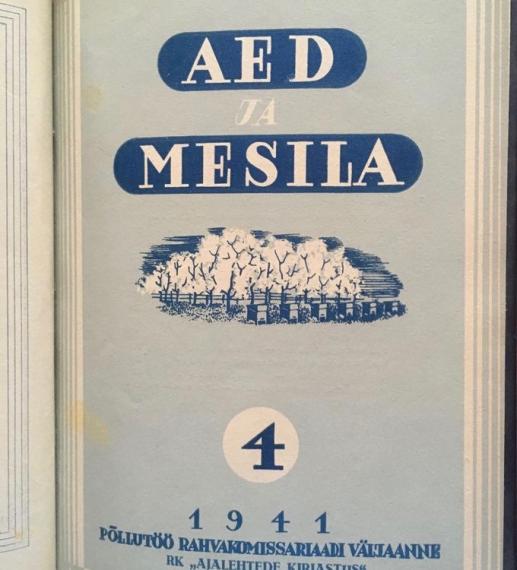 AED
JA
MESILA
4
1941
PÕLLUTÖÖ RAHVAKOMISSARIAADI VÄLJAANNE
RK „AJALEHTEDE KIRJASTUS“